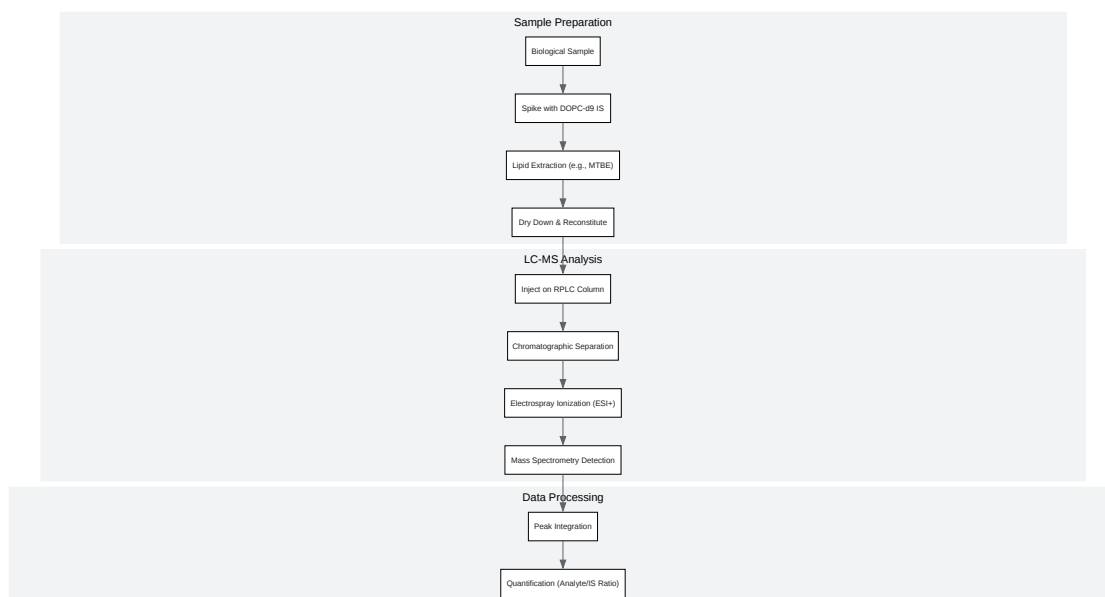 Sample Preparation
Biological Sample
Spike with DOPC-d9 IS
Lipid Extraction (e.g., MTBE)
Dry Down & Reconstitute
LC-MS Analysis
Inject on RPLC Column
Chromatographic Separation
Electrospray Ionization (ESI+)
Mass Spectrometry Detection
Data Processing
Peak Integration
Quantification (Analyte/IS Ratio)